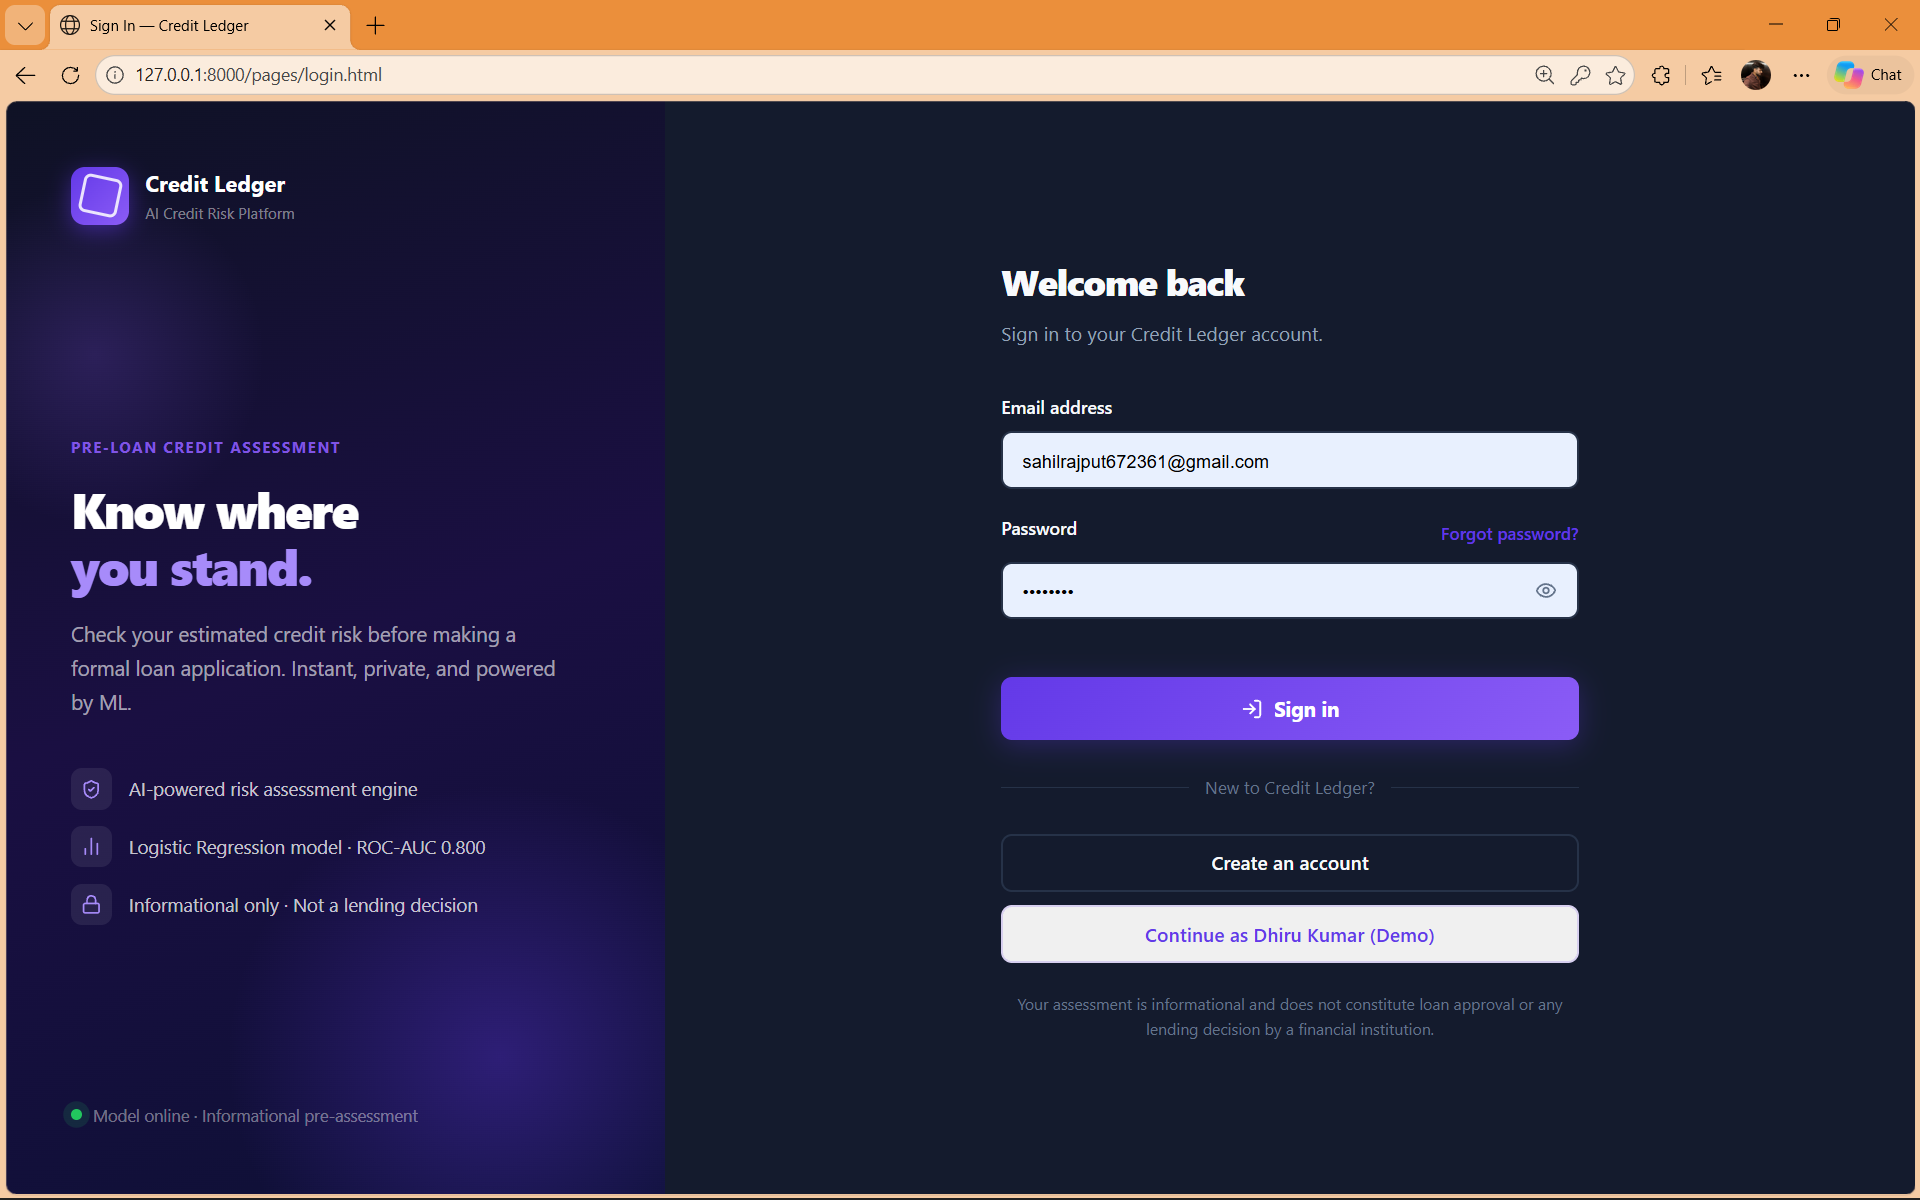 Sign In — Credit Ledger
127.0.0.1:8000/pages/login.html
Chat
Credit Ledger
AI Credit Risk Platform
PRE-LOAN CREDIT ASSESSMENT
Know where
you stand.
Check your estimated credit risk before making a
formal loan application. Instant, private, and powered
by ML.
AI-powered risk assessment engine
Logistic Regression model · ROC-AUC 0.800
Informational only · Not a lending decision
Model online · Informational pre-assessment
Welcome back
Sign in to your Credit Ledger account.
Email address
sahilrajput672361@gmail.com
Password
Forgot password?
••••••••
Sign in
New to Credit Ledger?
Create an account
Continue as Dhiru Kumar (Demo)
Your assessment is informational and does not constitute loan approval or any
lending decision by a financial institution.